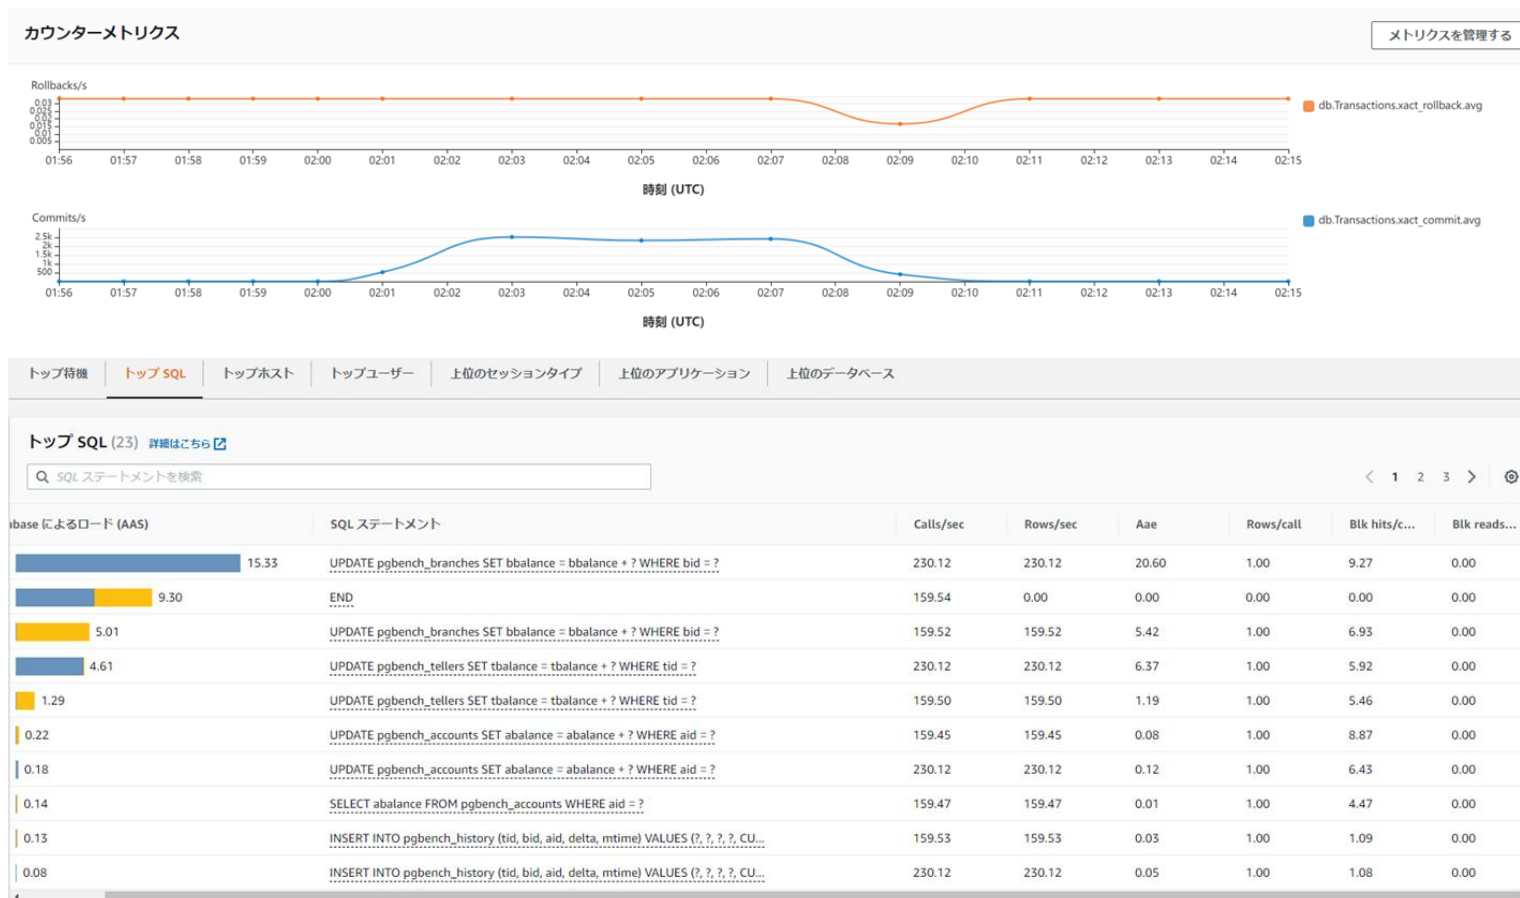 カウンターメトリクス
メトリクスを管理する
Rollbacks/s
0.03
0.025
0.02
0.015
0.01
0.005
01:56 01:57 01:58 01:59 02:00 02:01 02:02 02:03 02:04 02:05 02:06 02:07 02:08 02:09 02:10 02:11 02:12 02:13 02:14 02:15
時刻 (UTC)
db.Transactions.xact_rollback.avg
Commits/s
2.5k
2k
1.5k
1k
500
01:56 01:57 01:58 01:59 02:00 02:01 02:02 02:03 02:04 02:05 02:06 02:07 02:08 02:09 02:10 02:11 02:12 02:13 02:14 02:15
時刻 (UTC)
db.Transactions.xact_commit.avg
トップ待機 トップ SQL トップホスト トップユーザー 上位のセッションタイプ 上位のアプリケーション 上位のデータベース
トップ SQL (23) 詳細はこちら
SQL ステートメントを検索
1 2 3
abase によるロード (AAS) SQL ステートメント Calls/sec Rows/sec Aae Rows/call Blk hits/c... Blk reads...
15.33 UPDATE pgbench_branches SET bbalance = bbalance + ? WHERE bid = ? 230.12 230.12 20.60 1.00 9.27 0.00
9.30 END 159.54 0.00 0.00 0.00 0.00 0.00
5.01 UPDATE pgbench_branches SET bbalance = bbalance + ? WHERE bid = ? 159.52 159.52 5.42 1.00 6.93 0.00
4.61 UPDATE pgbench_tellers SET tbalance = tbalance + ? WHERE tid = ? 230.12 230.12 6.37 1.00 5.92 0.00
1.29 UPDATE pgbench_tellers SET tbalance = tbalance + ? WHERE tid = ? 159.50 159.50 1.19 1.00 5.46 0.00
0.22 UPDATE pgbench_accounts SET abalance = abalance + ? WHERE aid = ? 159.45 159.45 0.08 1.00 8.87 0.00
0.18 UPDATE pgbench_accounts SET abalance = abalance + ? WHERE aid = ? 230.12 230.12 0.12 1.00 6.43 0.00
0.14 SELECT abalance FROM pgbench_accounts WHERE aid = ? 159.47 159.47 0.01 1.00 4.47 0.00
0.13 INSERT INTO pgbench_history (tid, bid, aid, delta, mtime) VALUES (?, ?, ?, ?, CU... 159.53 159.53 0.03 1.00 1.09 0.00
0.08 INSERT INTO pgbench_history (tid, bid, aid, delta, mtime) VALUES (?, ?, ?, ?, CU... 230.12 230.12 0.05 1.00 1.08 0.00